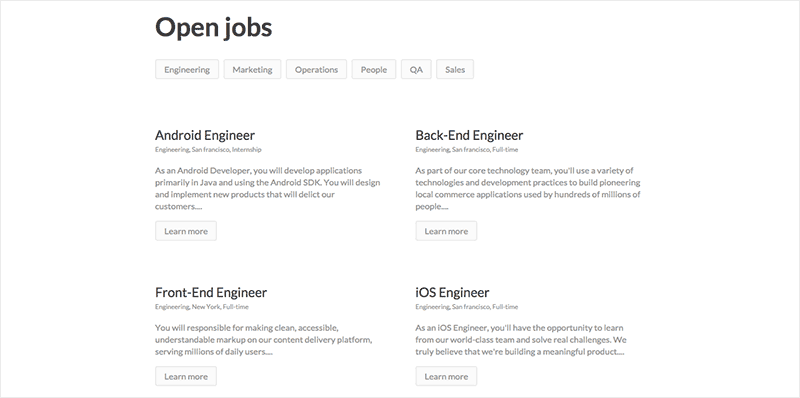 Open jobs
Engineering Marketing Operations People QA Sales
Android Engineer
Engineering, San francisco, Internship
As an Android Developer, you will develop applications
primarily in Java and using the Android SDK. You will design
and implement new products that will delict our
customers....
Learn more
Back-End Engineer
Engineering, San francisco, Full-time
As part of our core technology team, you'll use a variety of
technologies and development practices to build pioneering
local commerce applications used by hundreds of millions of
people....
Learn more
Front-End Engineer
Engineering, New York, Full-time
You will responsible for making clean, accessible,
understandable markup on our content delivery platform,
serving millions of daily users....
Learn more
iOS Engineer
Engineering, San francisco, Full-time
As an iOS Engineer, you'll have the opportunity to learn
from our world-class team and solve real challenges. We
truly believe that we're building a meaningful product....
Learn more